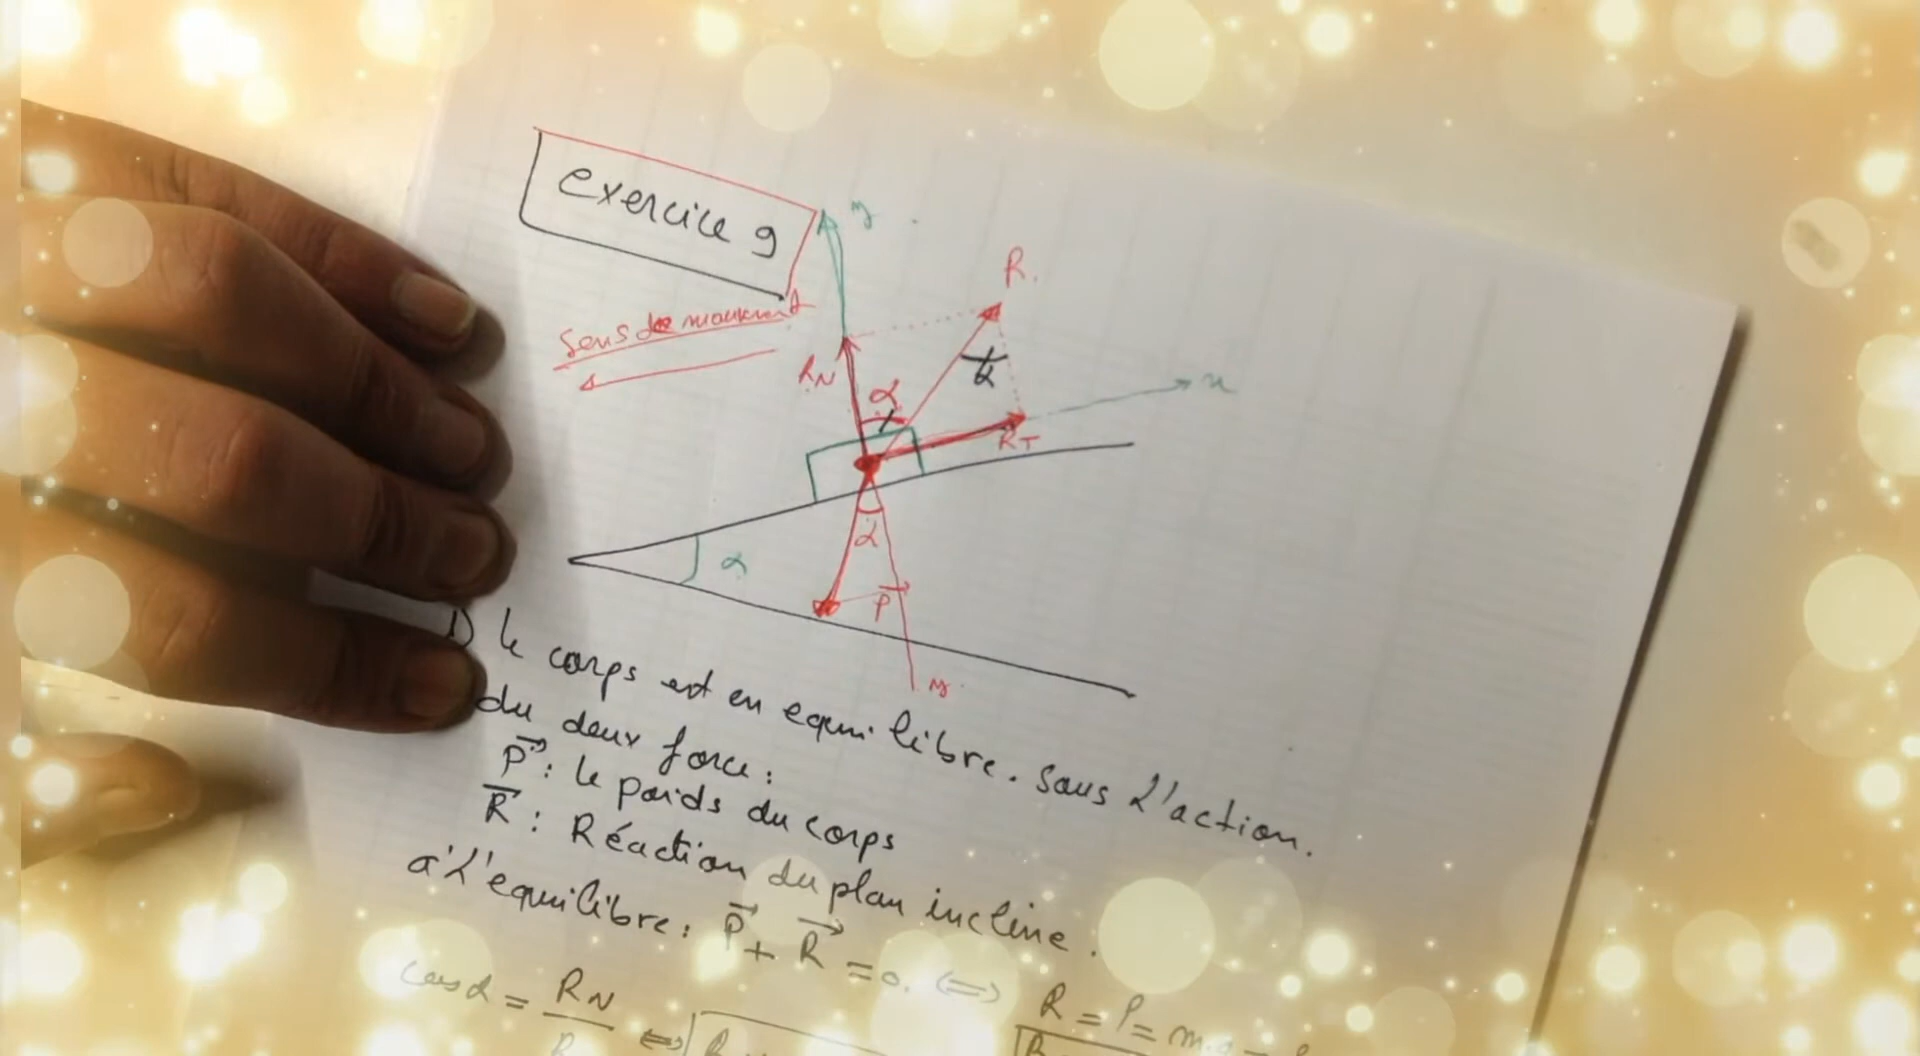 exercice 9
y
Sens de mouvement
R
RN
α
α
x
RT
α
α
P
y
1) le corps est en equilibre. sous l'action.
du deux force:
P⃗: le poids du corps
R⃗: Réaction du plan incline.
à l'equilibre: P⃗ + R⃗ = 0. <=> R = P = m.g =
cos α = RN / R <=>